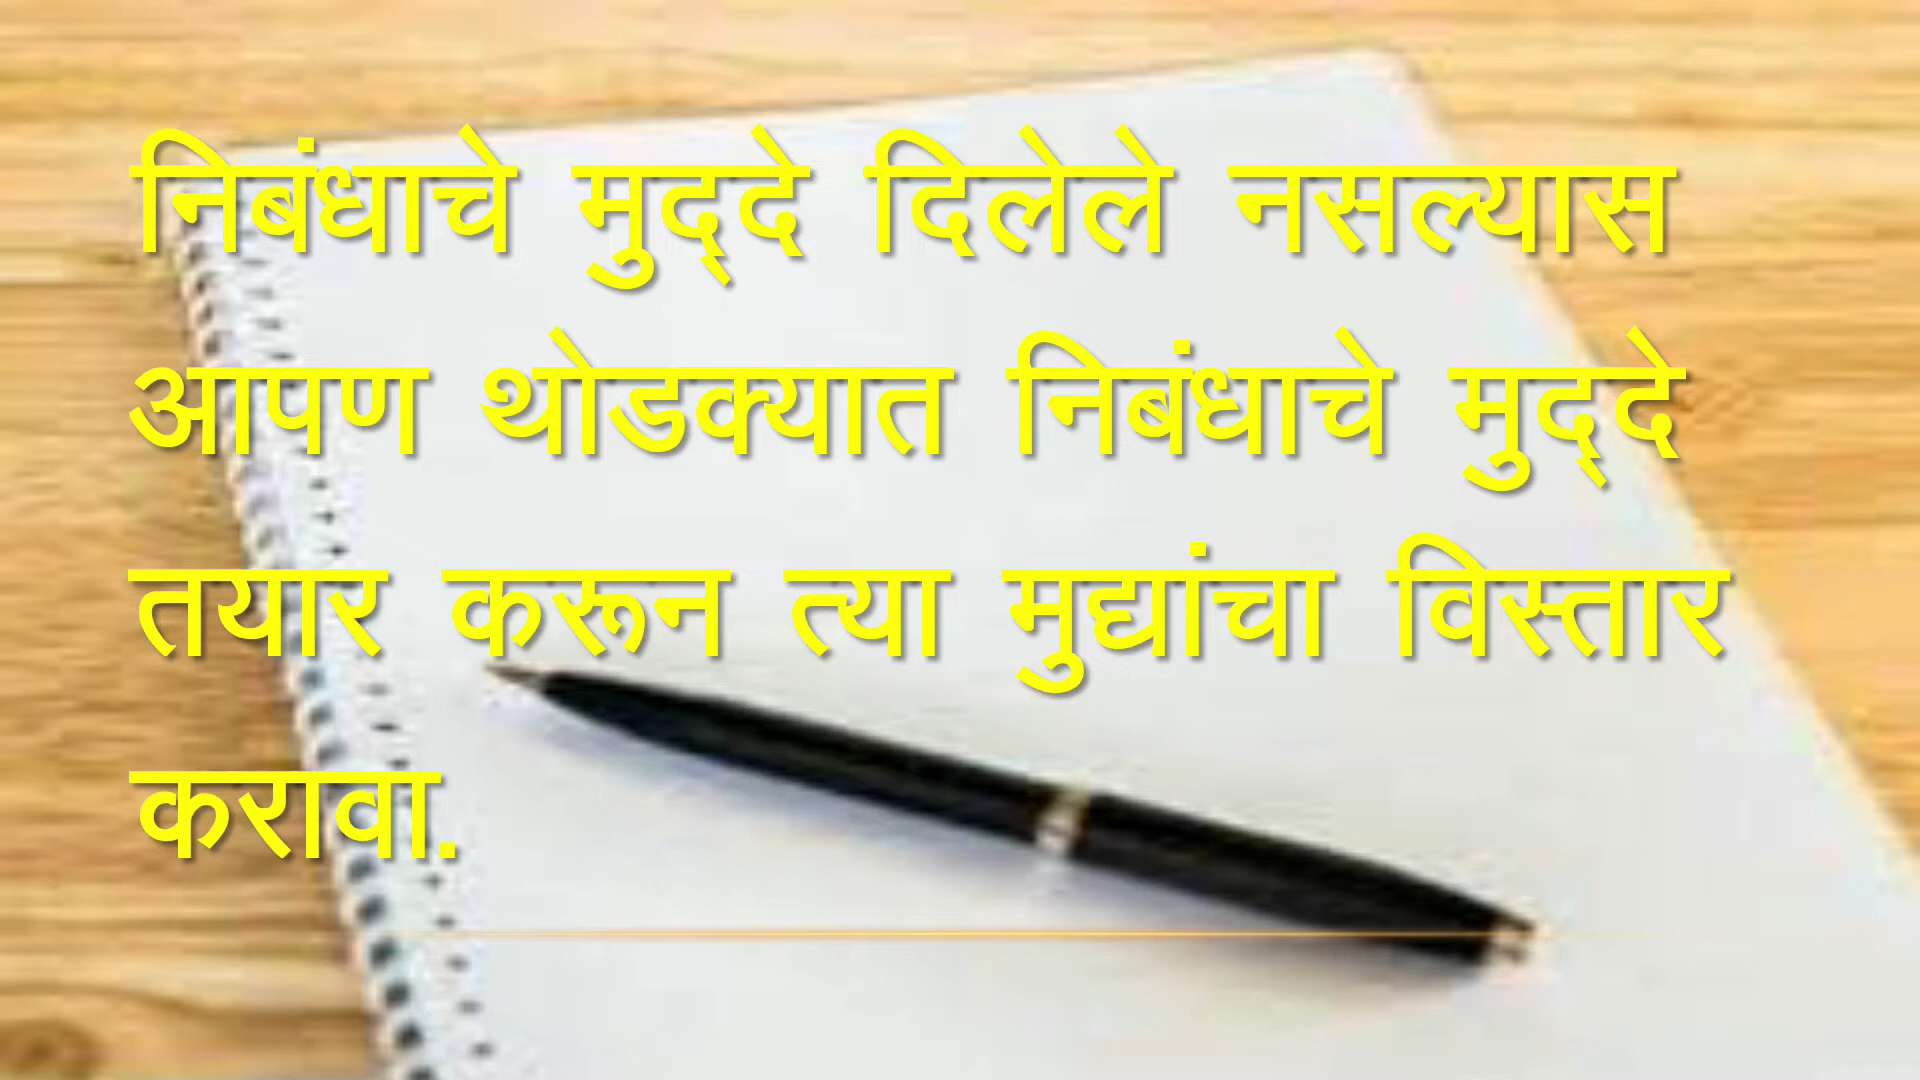 निबंधाचे मुद्‌दे दिलेले नसल्यास
आपण थोडक्यात निबंधाचे मुद्‌दे
तयार करून त्या मुद्यांचा विस्तार
करावा.